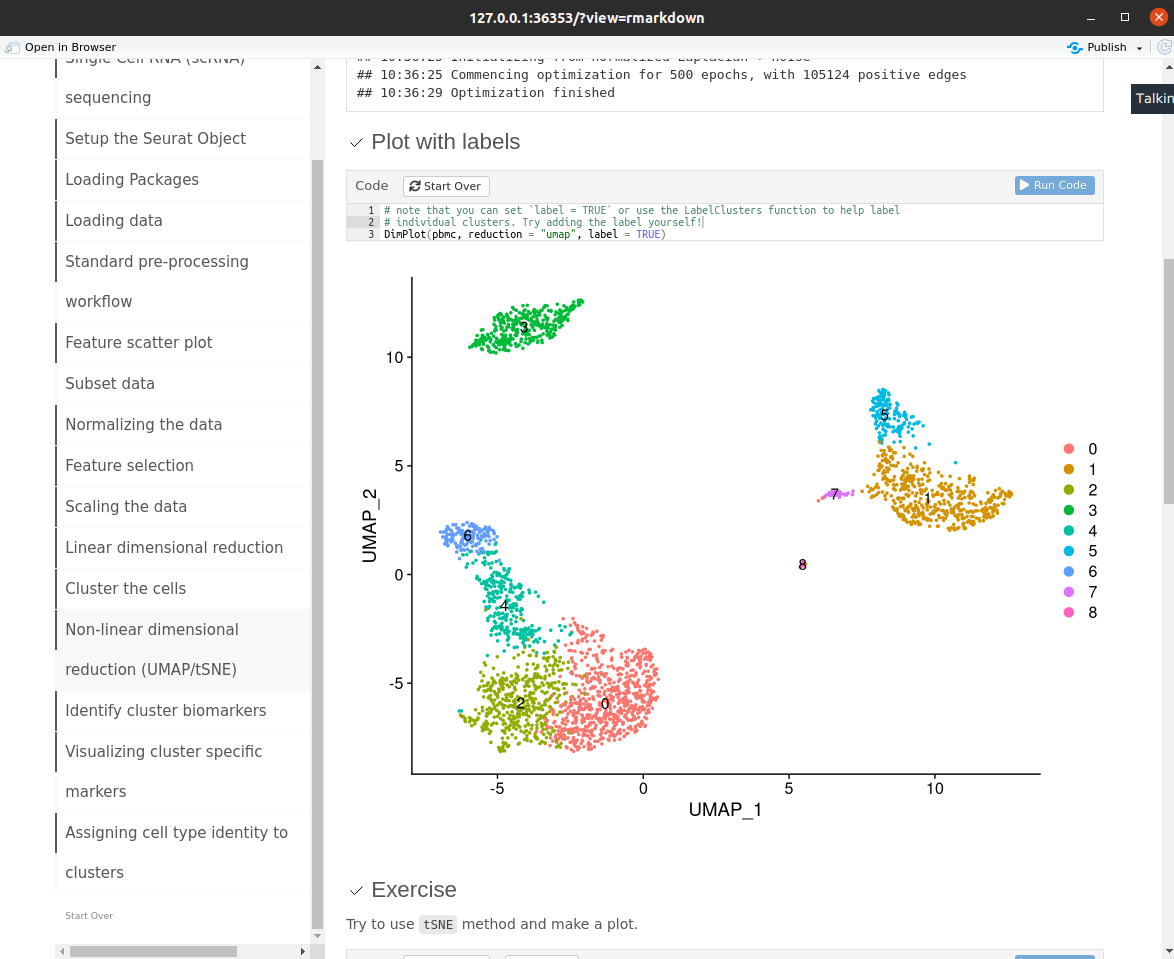 127.0.0.1:36353/?view=rmarkdown
Open in Browser
Publish
Single Cell RNA (scRNA)
sequencing
Setup the Seurat Object
Loading Packages
Loading data
Standard pre-processing
workflow
Feature scatter plot
Subset data
Normalizing the data
Feature selection
Scaling the data
Linear dimensional reduction
Cluster the cells
Non-linear dimensional
reduction (UMAP/tSNE)
Identify cluster biomarkers
Visualizing cluster specific
markers
Assigning cell type identity to
clusters
Start Over
## 10:36:25 Initializing from normalized Laplacian + noise
## 10:36:25 Commencing optimization for 500 epochs, with 105124 positive edges
## 10:36:29 Optimization finished
Talkin
Plot with labels
Code
Start Over
Run Code
1 # note that you can set `label = TRUE` or use the LabelClusters function to help label
2 # individual clusters. Try adding the label yourself!
3 DimPlot(pbmc, reduction = "umap", label = TRUE)
UMAP_2
10
5
0
-5
3
5
7
1
6
8
4
2
0
-5
0
5
10
UMAP_1
0
1
2
3
4
5
6
7
8
Exercise
Try to use tSNE method and make a plot.